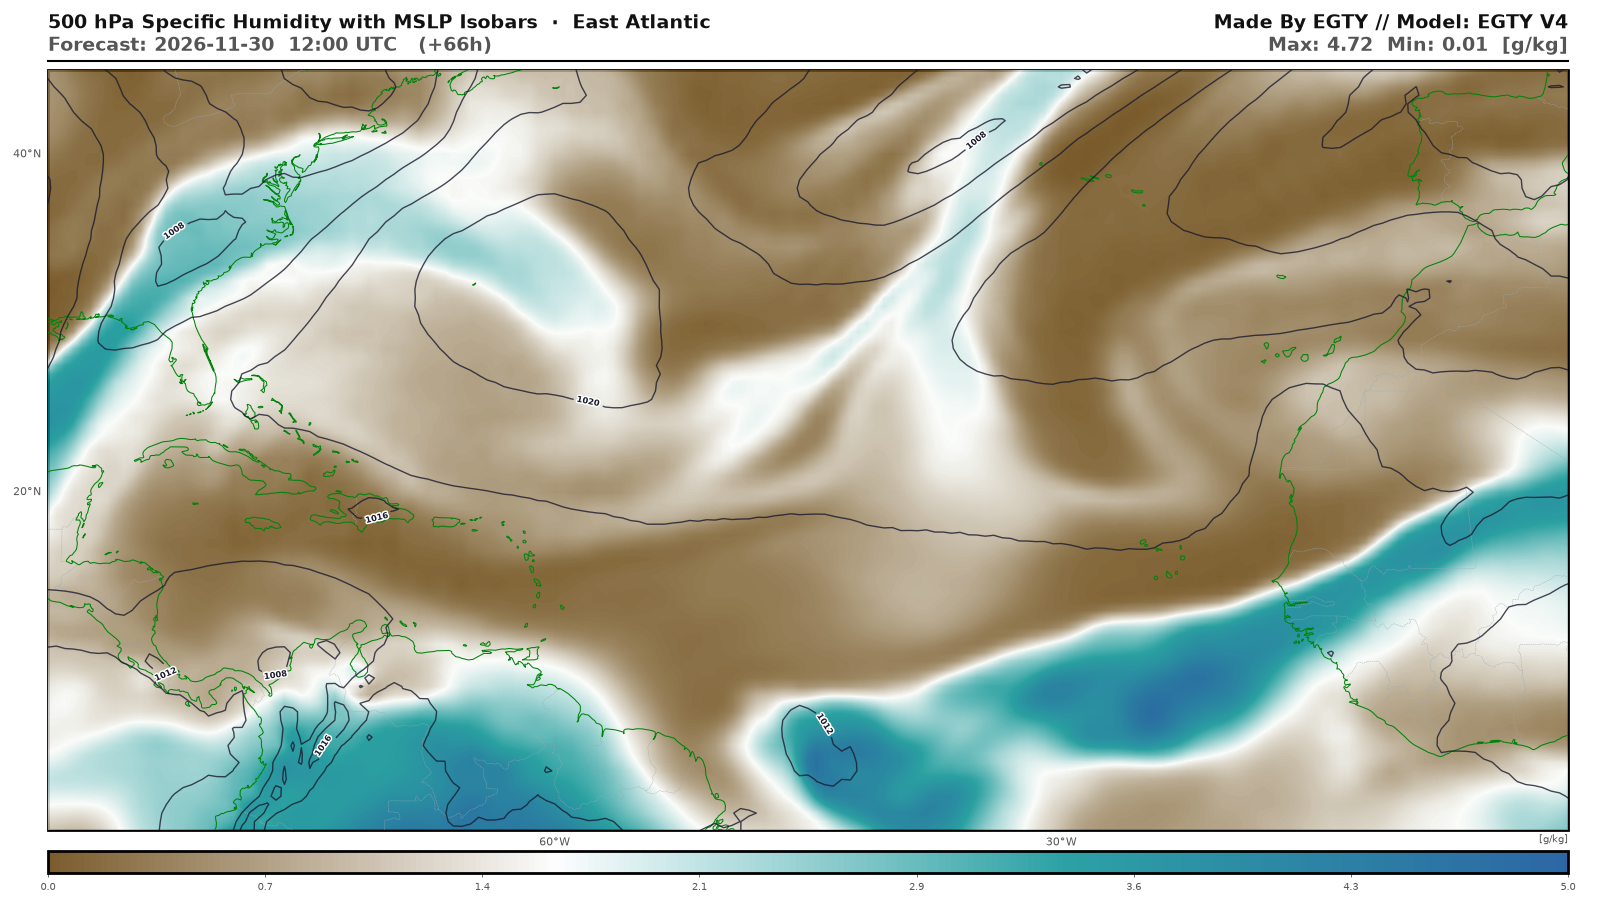 500 hPa Specific Humidity with MSLP Isobars · East Atlantic
Made By EGTY // Model: EGTY V4
Forecast: 2026-11-30 12:00 UTC (+66h)
Max: 4.72 Min: 0.01 [g/kg]
1008
40°N
1008
1020
20°N
1016
1012
1008
1012
1016
60°W
30°W
[g/kg]
0.0
0.7
1.4
2.1
2.9
3.6
4.3
5.0